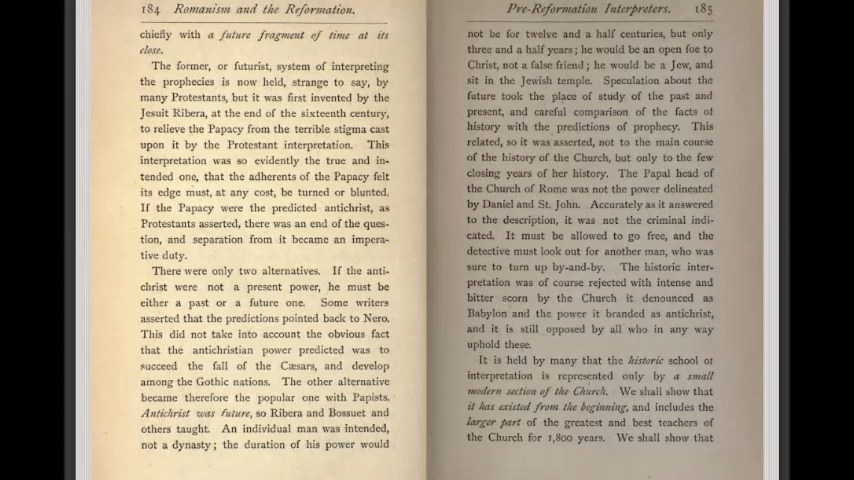 184 Romanism and the Reformation.
chiefly with a future fragment of time at its
close.
The former, or futurist, system of interpreting
the prophecies is now held, strange to say, by
many Protestants, but it was first invented by the
Jesuit Ribera, at the end of the sixteenth century,
to relieve the Papacy from the terrible stigma cast
upon it by the Protestant interpretation. This
interpretation was so evidently the true and in-
tended one, that the adherents of the Papacy felt
its edge must, at any cost, be turned or blunted.
If the Papacy were the predicted antichrist, as
Protestants asserted, there was an end of the ques-
tion, and separation from it became an impera-
tive duty.
There were only two alternatives. If the anti-
christ were not a present power, he must be
either a past or a future one. Some writers
asserted that the predictions pointed back to Nero.
This did not take into account the obvious fact
that the antichristian power predicted was to
succeed the fall of the Cæsars, and develop
among the Gothic nations. The other alternative
became therefore the popular one with Papists.
Antichrist was future, so Ribera and Bossuet and
others taught. An individual man was intended,
not a dynasty; the duration of his power would
Pre-Reformation Interpreters. 185
not be for twelve and a half centuries, but only
three and a half years; he would be an open foe to
Christ, not a false friend; he would be a Jew, and
sit in the Jewish temple. Speculation about the
future took the place of study of the past and
present, and careful comparison of the facts of
history with the predictions of prophecy. This
related, so it was asserted, not to the main course
of the history of the Church, but only to the few
closing years of her history. The Papal head of
the Church of Rome was not the power delineated
by Daniel and St. John. Accurately as it answered
to the description, it was not the criminal indi-
cated. It must be allowed to go free, and the
detective must look out for another man, who was
sure to turn up by-and-by. The historic inter-
pretation was of course rejected with intense and
bitter scorn by the Church it denounced as
Babylon and the power it branded as antichrist,
and it is still opposed by all who in any way
uphold these.
It is held by many that the historic school of
interpretation is represented only by a small
modern section of the Church. We shall show that
it has existed from the beginning, and includes the
larger part of the greatest and best teachers of
the Church for 1,800 years. We shall show that